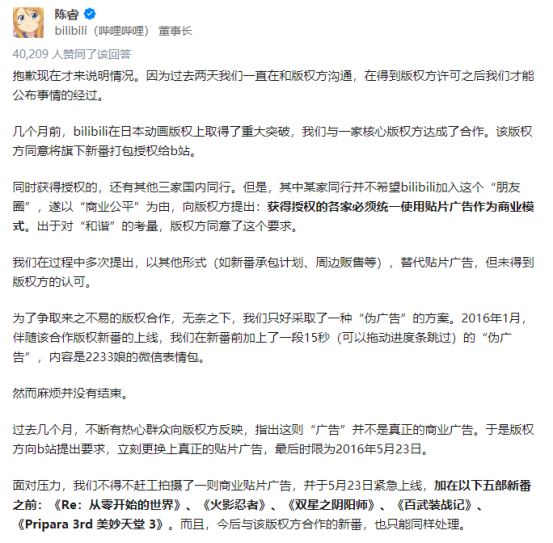 陈睿
bilibili（哔哩哔哩） 董事长
40,209 人赞同了该回答
抱歉现在才来说明情况。因为过去两天我们一直在和版权方沟通，在得到版权方许可之后我们才能
公布事情的经过。
几个月前，bilibili在日本动画版权上取得了重大突破，我们与一家核心版权方达成了合作。该版权
方同意将旗下新番打包授权给b站。
同时获得授权的，还有其他三家国内同行。但是，其中某家同行并不希望bilibili加入这个“朋友
圈”，遂以“商业公平”为由，向版权方提出：获得授权的各家必须统一使用贴片广告作为商业模
式。出于对“和谐”的考量，版权方同意了这个要求。
我们在过程中多次提出，以其他形式（如新番承包计划、周边贩售等），替代贴片广告，但未得到
版权方的认可。
为了争取来之不易的版权合作，无奈之下，我们只好采取了一种“伪广告”的方案。2016年1月，
伴随该合作版权新番的上线，我们在新番前加上了一段15秒（可以拖动进度条跳过）的“伪广
告”，内容是2233娘的微信表情包。
然而麻烦并没有结束。
过去几个月，不断有热心群众向版权方反映，指出这则“广告”并不是真正的商业广告。于是版权
方向b站提出要求，立刻更换上真正的贴片广告，最后时限为2016年5月23日。
面对压力，我们不得不赶工拍摄了一则商业贴片广告，并于5月23日紧急上线，加在以下五部新番
之前：《Re：从零开始的世界》、《火影忍者》、《双星之阴阳师》、《百武装战记》、
《Pripara 3rd 美妙天堂 3》。而且，今后与该版权方合作的新番，也只能同样处理。